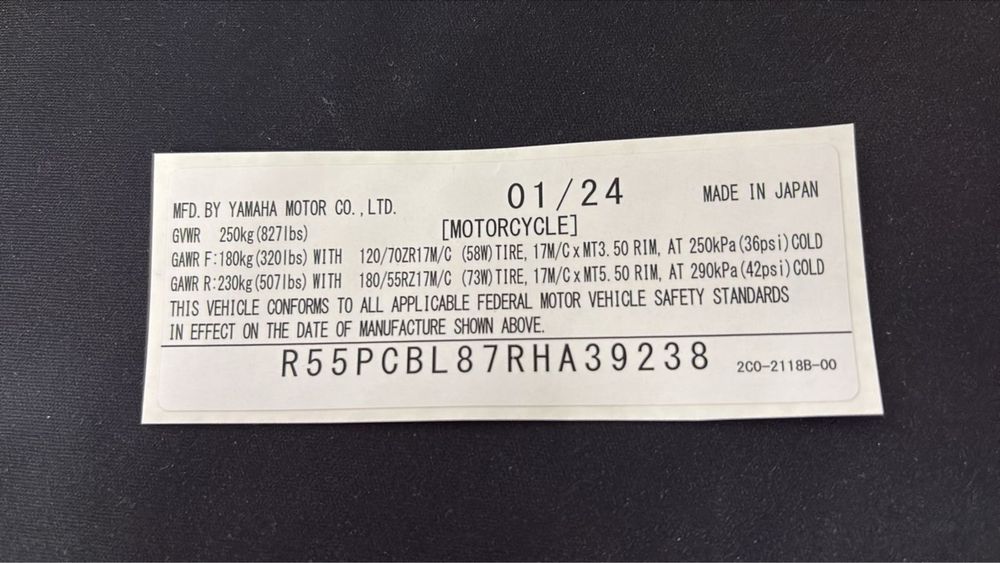 MFD. BY YAMAHA MOTOR CO., LTD. 01/24 MADE IN JAPAN
GVWR 250kg(827lbs) [MOTORCYCLE]
GAWR F:180kg(320lbs) WITH 120/70ZR17M/C (58W) TIRE, 17M/C x MT3.50 RIM, AT 250kPa(36psi)COLD
GAWR R:230kg(507lbs) WITH 180/55RZ17M/C (73W) TIRE, 17M/C x MT5.50 RIM, AT 290kPa(42psi)COLD
THIS VEHICLE CONFORMS TO ALL APPLICABLE FEDERAL MOTOR VEHICLE SAFETY STANDARDS
IN EFFECT ON THE DATE OF MANUFACTURE SHOWN ABOVE.
R55PCBL87RHA39238 2C0-2118B-00